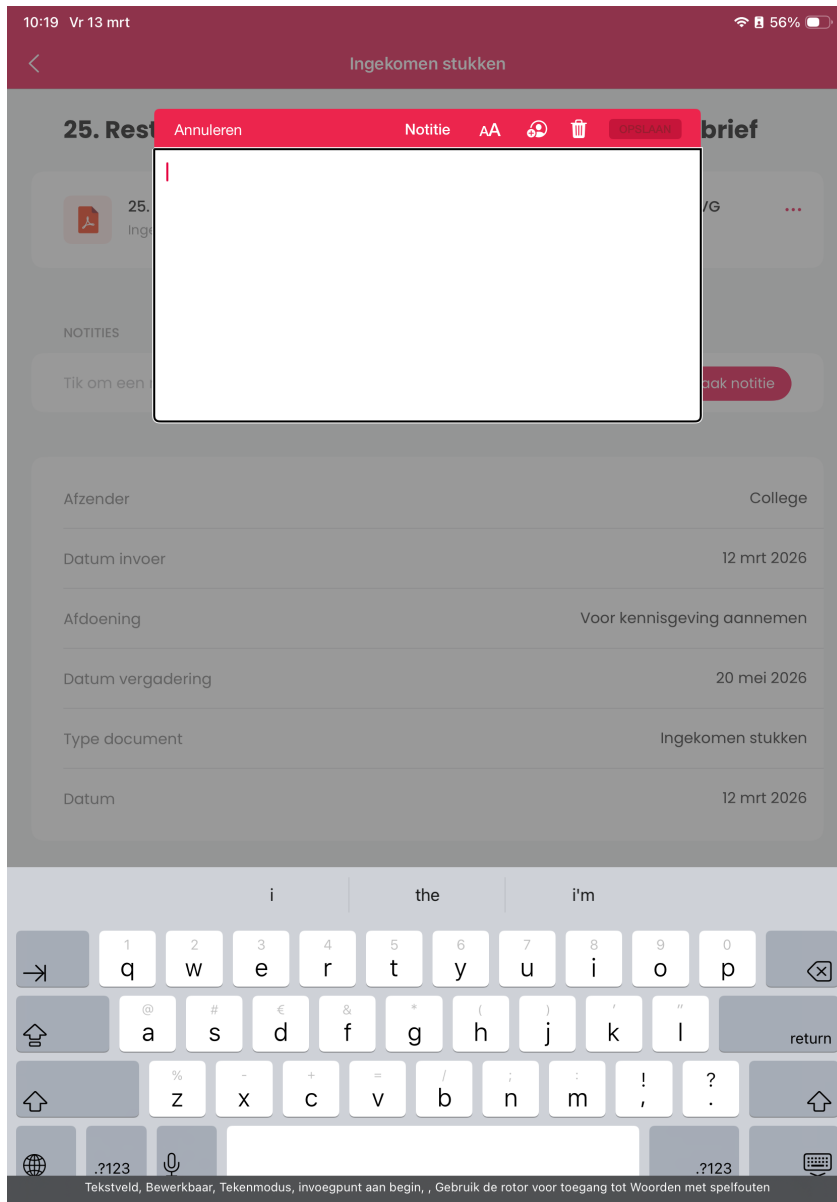 10:19 Vr 13 mrt 56%
Ingekomen stukken
25. Rest brief
Annuleren Notitie AA OPSLAAN
25. VG
Inge
NOTITIES
Tik om een aak notitie
Afzender College
Datum invoer 12 mrt 2026
Afdoening Voor kennisgeving aannemen
Datum vergadering 20 mei 2026
Type document Ingekomen stukken
Datum 12 mrt 2026
i the i'm
1 2 3 4 5 6 7 8 9 0
q w e r t y u i o p
@ # € & * ( ) ' "
a s d f g h j k l return
% - + = / ; : ! ?
z x c v b n m , .
.?123 .?123
Tekstveld, Bewerkbaar, Tekenmodus, invoegpunt aan begin, , Gebruik de rotor voor toegang tot Woorden met spelfouten